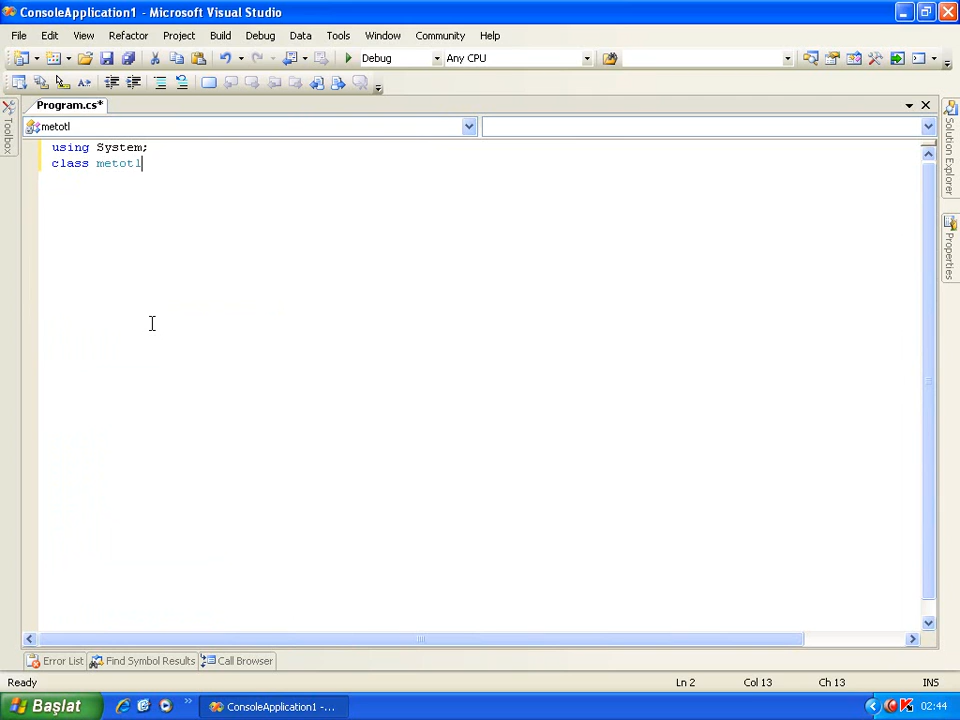 ConsoleApplication1 - Microsoft Visual Studio
File Edit View Refactor Project Build Debug Data Tools Window Community Help
Debug Any CPU
Program.cs*
metotl
using System;
class metotl
Toolbox
Solution Explorer
Properties
Error List Find Symbol Results Call Browser
Ready Ln 2 Col 13 Ch 13 INS
Başlat ConsoleApplication1 -... 02:44